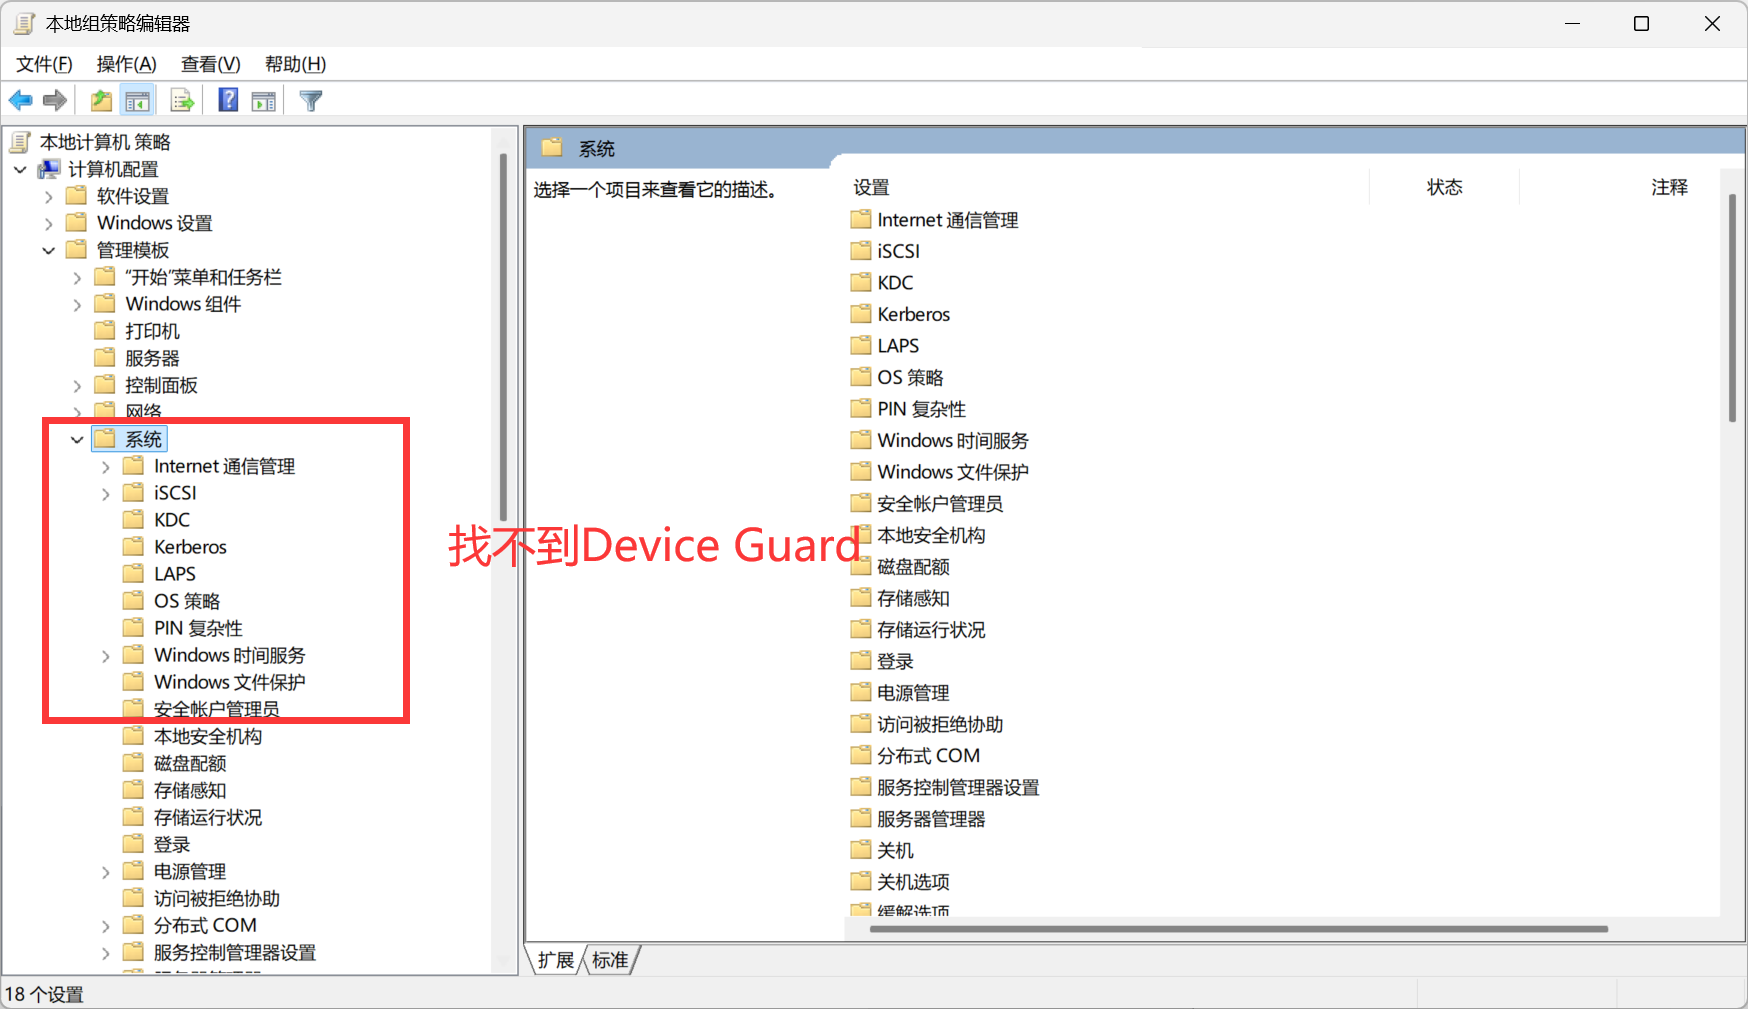 本地组策略编辑器
文件(F) 操作(A) 查看(V) 帮助(H)
本地计算机 策略
计算机配置
软件设置
Windows 设置
管理模板
“开始”菜单和任务栏
Windows 组件
打印机
服务器
控制面板
网络
系统
Internet 通信管理
iSCSI
KDC
Kerberos
LAPS
OS 策略
PIN 复杂性
Windows 时间服务
Windows 文件保护
安全帐户管理员
本地安全机构
磁盘配额
存储感知
存储运行状况
登录
电源管理
访问被拒绝协助
分布式 COM
服务控制管理器设置
找不到Device Guard
系统
选择一个项目来查看它的描述。
设置 状态 注释
Internet 通信管理
iSCSI
KDC
Kerberos
LAPS
OS 策略
PIN 复杂性
Windows 时间服务
Windows 文件保护
安全帐户管理员
本地安全机构
磁盘配额
存储感知
存储运行状况
登录
电源管理
访问被拒绝协助
分布式 COM
服务控制管理器设置
服务器管理器
关机
关机选项
缓解选项
扩展 标准
18 个设置